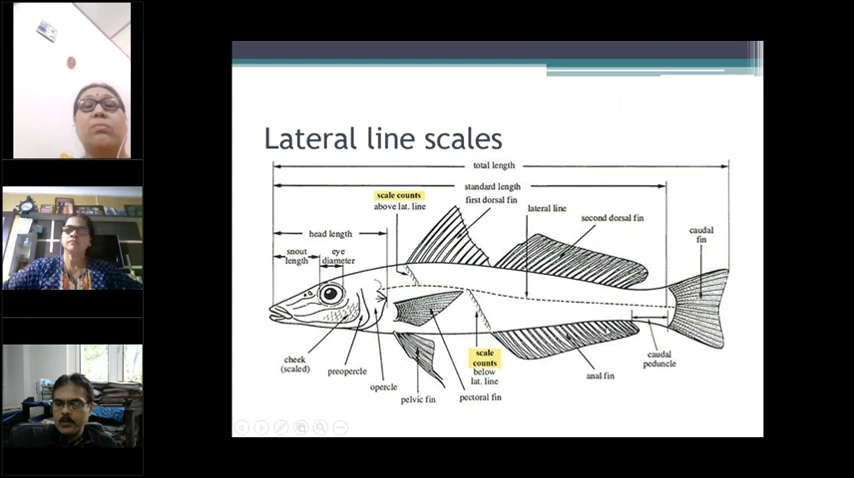 Lateral line scales
total length
standard length
scale counts
above lat. line
first dorsal fin
lateral line
second dorsal fin
caudal
fin
head length
snout
length
eye
diameter
cheek
(scaled)
preopercle
opercle
pelvic fin
pectoral fin
scale
counts
below
lat. line
anal fin
caudal
peduncle